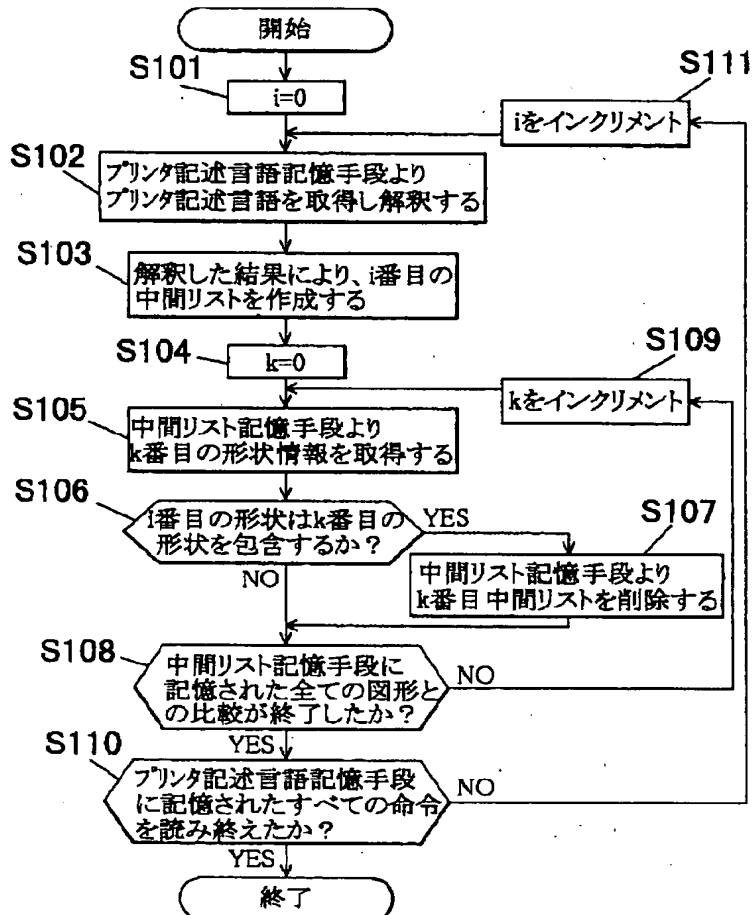 開始
S101
i=0
S111
iをインクリメント
S102
プリンタ記述言語記憶手段より
プリンタ記述言語を取得し解釈する
S103
解釈した結果により、i番目の
中間リストを作成する
S104
k=0
S109
kをインクリメント
S105
中間リスト記憶手段より
k番目の形状情報を取得する
S106
i番目の形状はk番目の
形状を包含するか？
YES
NO
S107
中間リスト記憶手段より
k番目中間リストを削除する
S108
中間リスト記憶手段に
記憶された全ての図形と
の比較が終了したか？
NO
YES
S110
プリンタ記述言語記憶手段
に記憶されたすべての命令
を読み終えたか？
NO
YES
終了